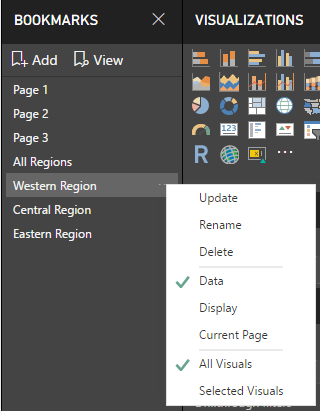 BOOKMARKS
VISUALIZATIONS
Add
View
Page 1
Page 2
Page 3
All Regions
Western Region
Central Region
Eastern Region
123
R
Update
Rename
Delete
Data
Display
Current Page
All Visuals
Selected Visuals